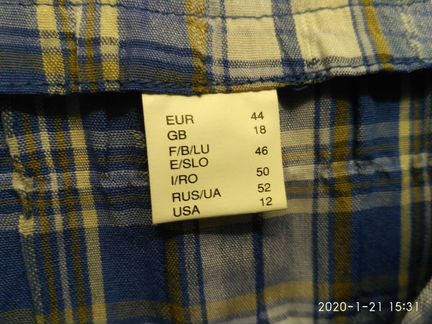 EUR 44
GB 18
F/B/LU
E/SLO 46
I/RO 50
RUS/UA 52
USA 12
2020-1-21 15:31